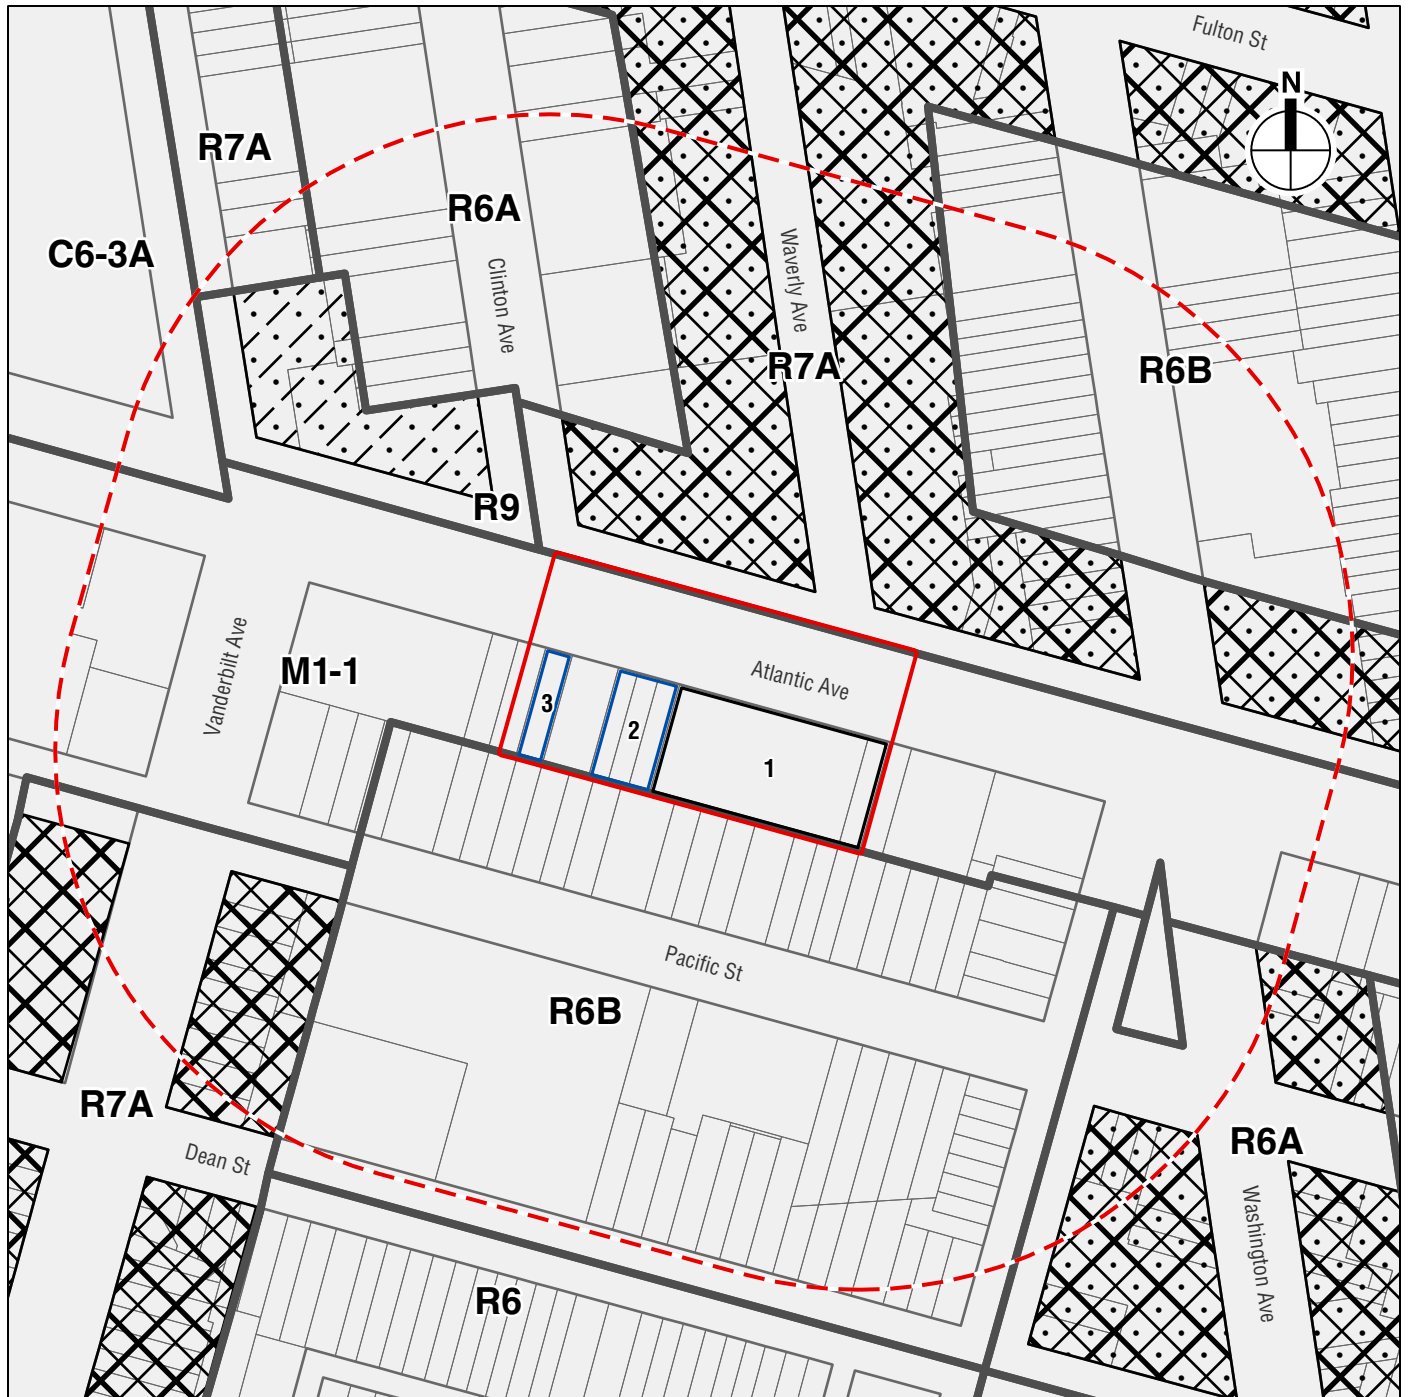 Fulton St
N
R7A
R6A
C6-3A
Clinton Ave
Waverly Ave
R7A
R6B
R9
Vanderbilt Ave
M1-1
Atlantic Ave
3
2
1
Pacific St
R6B
R7A
Dean St
R6A
Washington Ave
R6